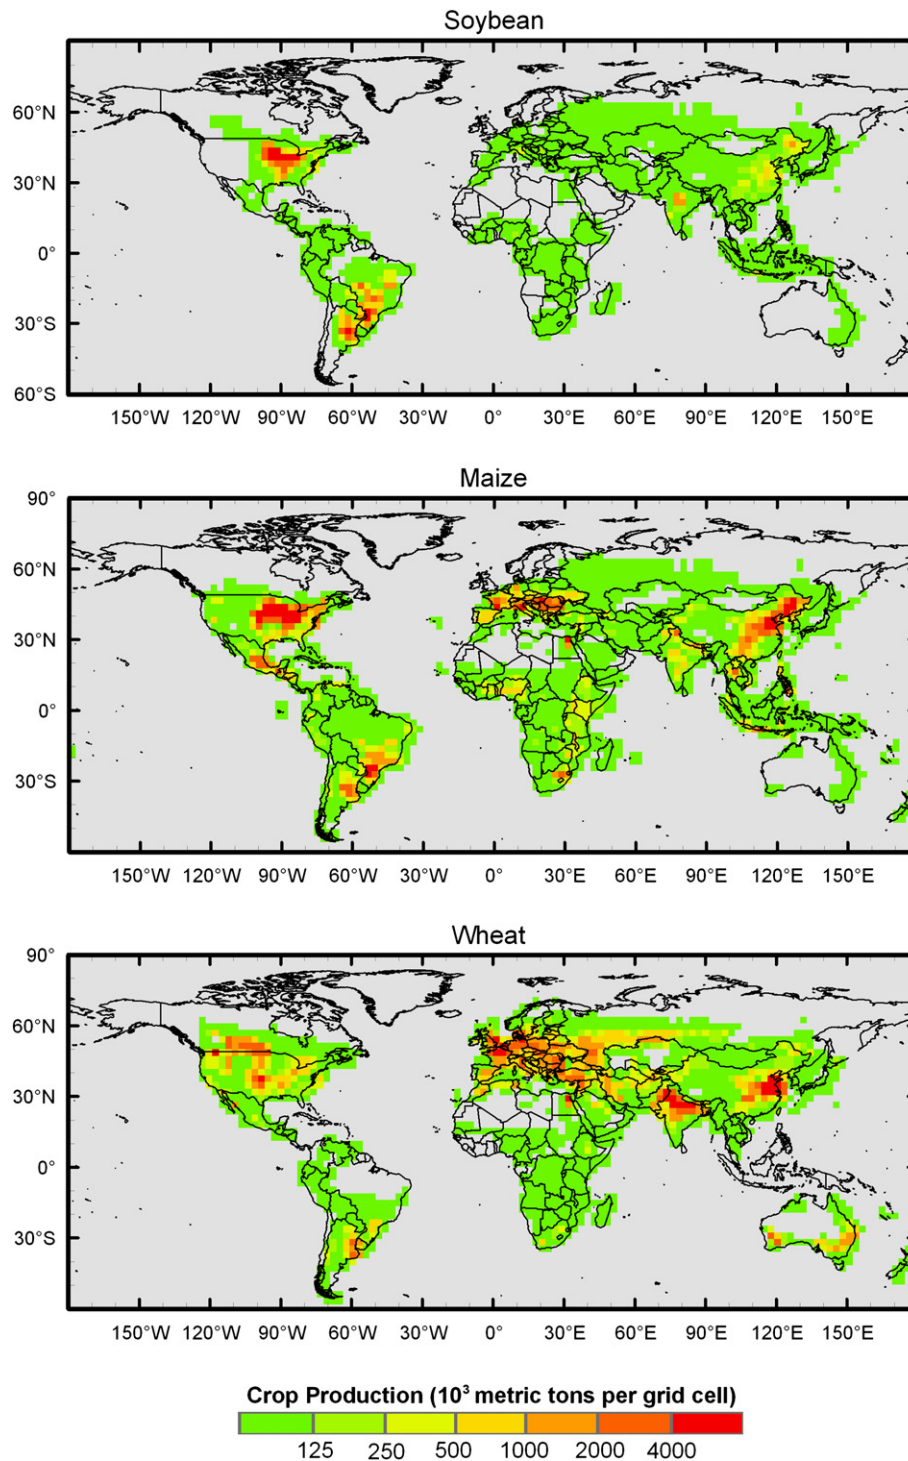 Soybean
60°N
30°N
0°
30°S
60°S
150°W 120°W 90°W 60°W 30°W 0° 30°E 60°E 90°E 120°E 150°E
Maize
90°
60°N
30°N
0°
30°S
150°W 120°W 90°W 60°W 30°W 0° 30°E 60°E 90°E 120°E 150°E
Wheat
90°
60°N
30°N
0°
30°S
150°W 120°W 90°W 60°W 30°W 0° 30°E 60°E 90°E 120°E 150°E
Crop Production (10³ metric tons per grid cell)
125 250 500 1000 2000 4000